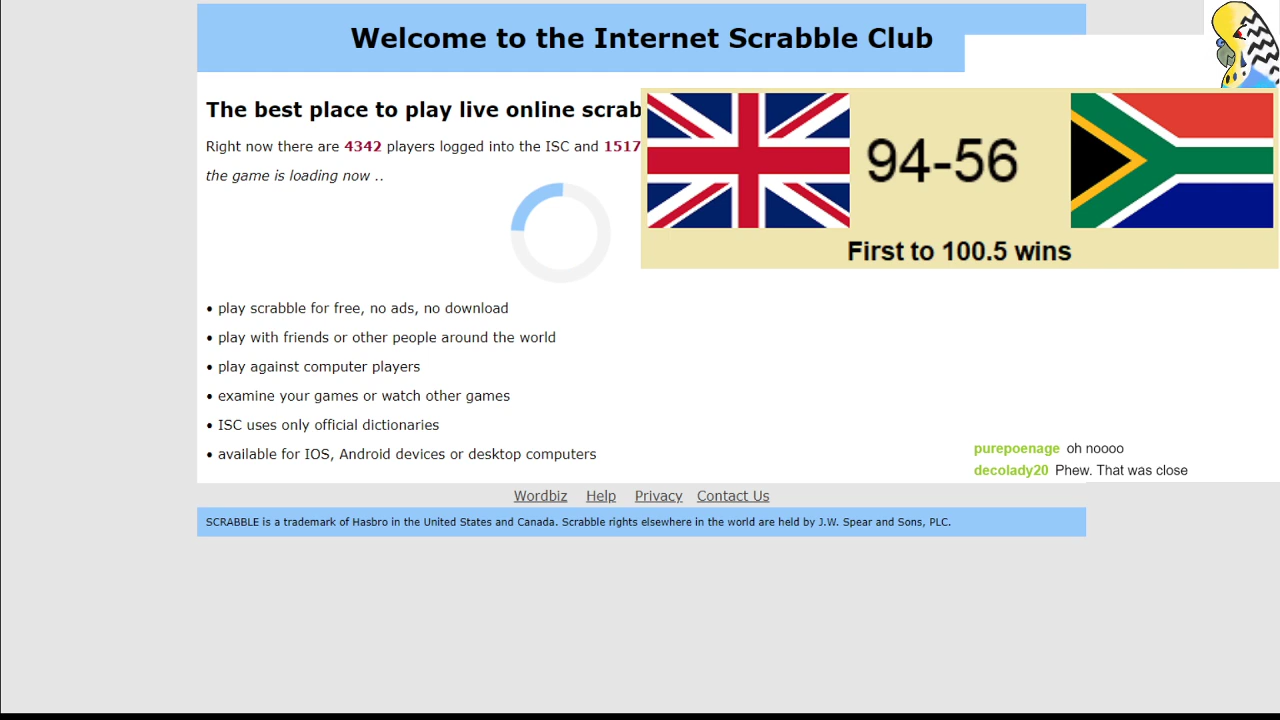 Welcome to the Internet Scrabble Club
The best place to play live online scrab
Right now there are 4342 players logged into the ISC and 1517
the game is loading now ..
94-56
First to 100.5 wins
• play scrabble for free, no ads, no download
• play with friends or other people around the world
• play against computer players
• examine your games or watch other games
• ISC uses only official dictionaries
• available for IOS, Android devices or desktop computers
purepoenage oh noooo
decolady20 Phew. That was close
Wordbiz Help Privacy Contact Us
SCRABBLE is a trademark of Hasbro in the United States and Canada. Scrabble rights elsewhere in the world are held by J.W. Spear and Sons, PLC.